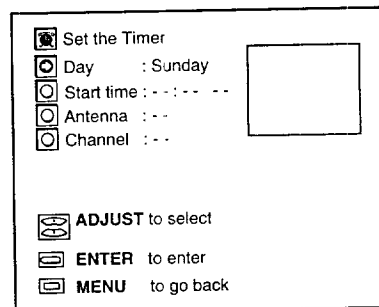 Set the Timer
Day : Sunday
Start time : - - : - - - -
Antenna : - -
Channel : - -
ADJUST to select
ENTER to enter
MENU to go back